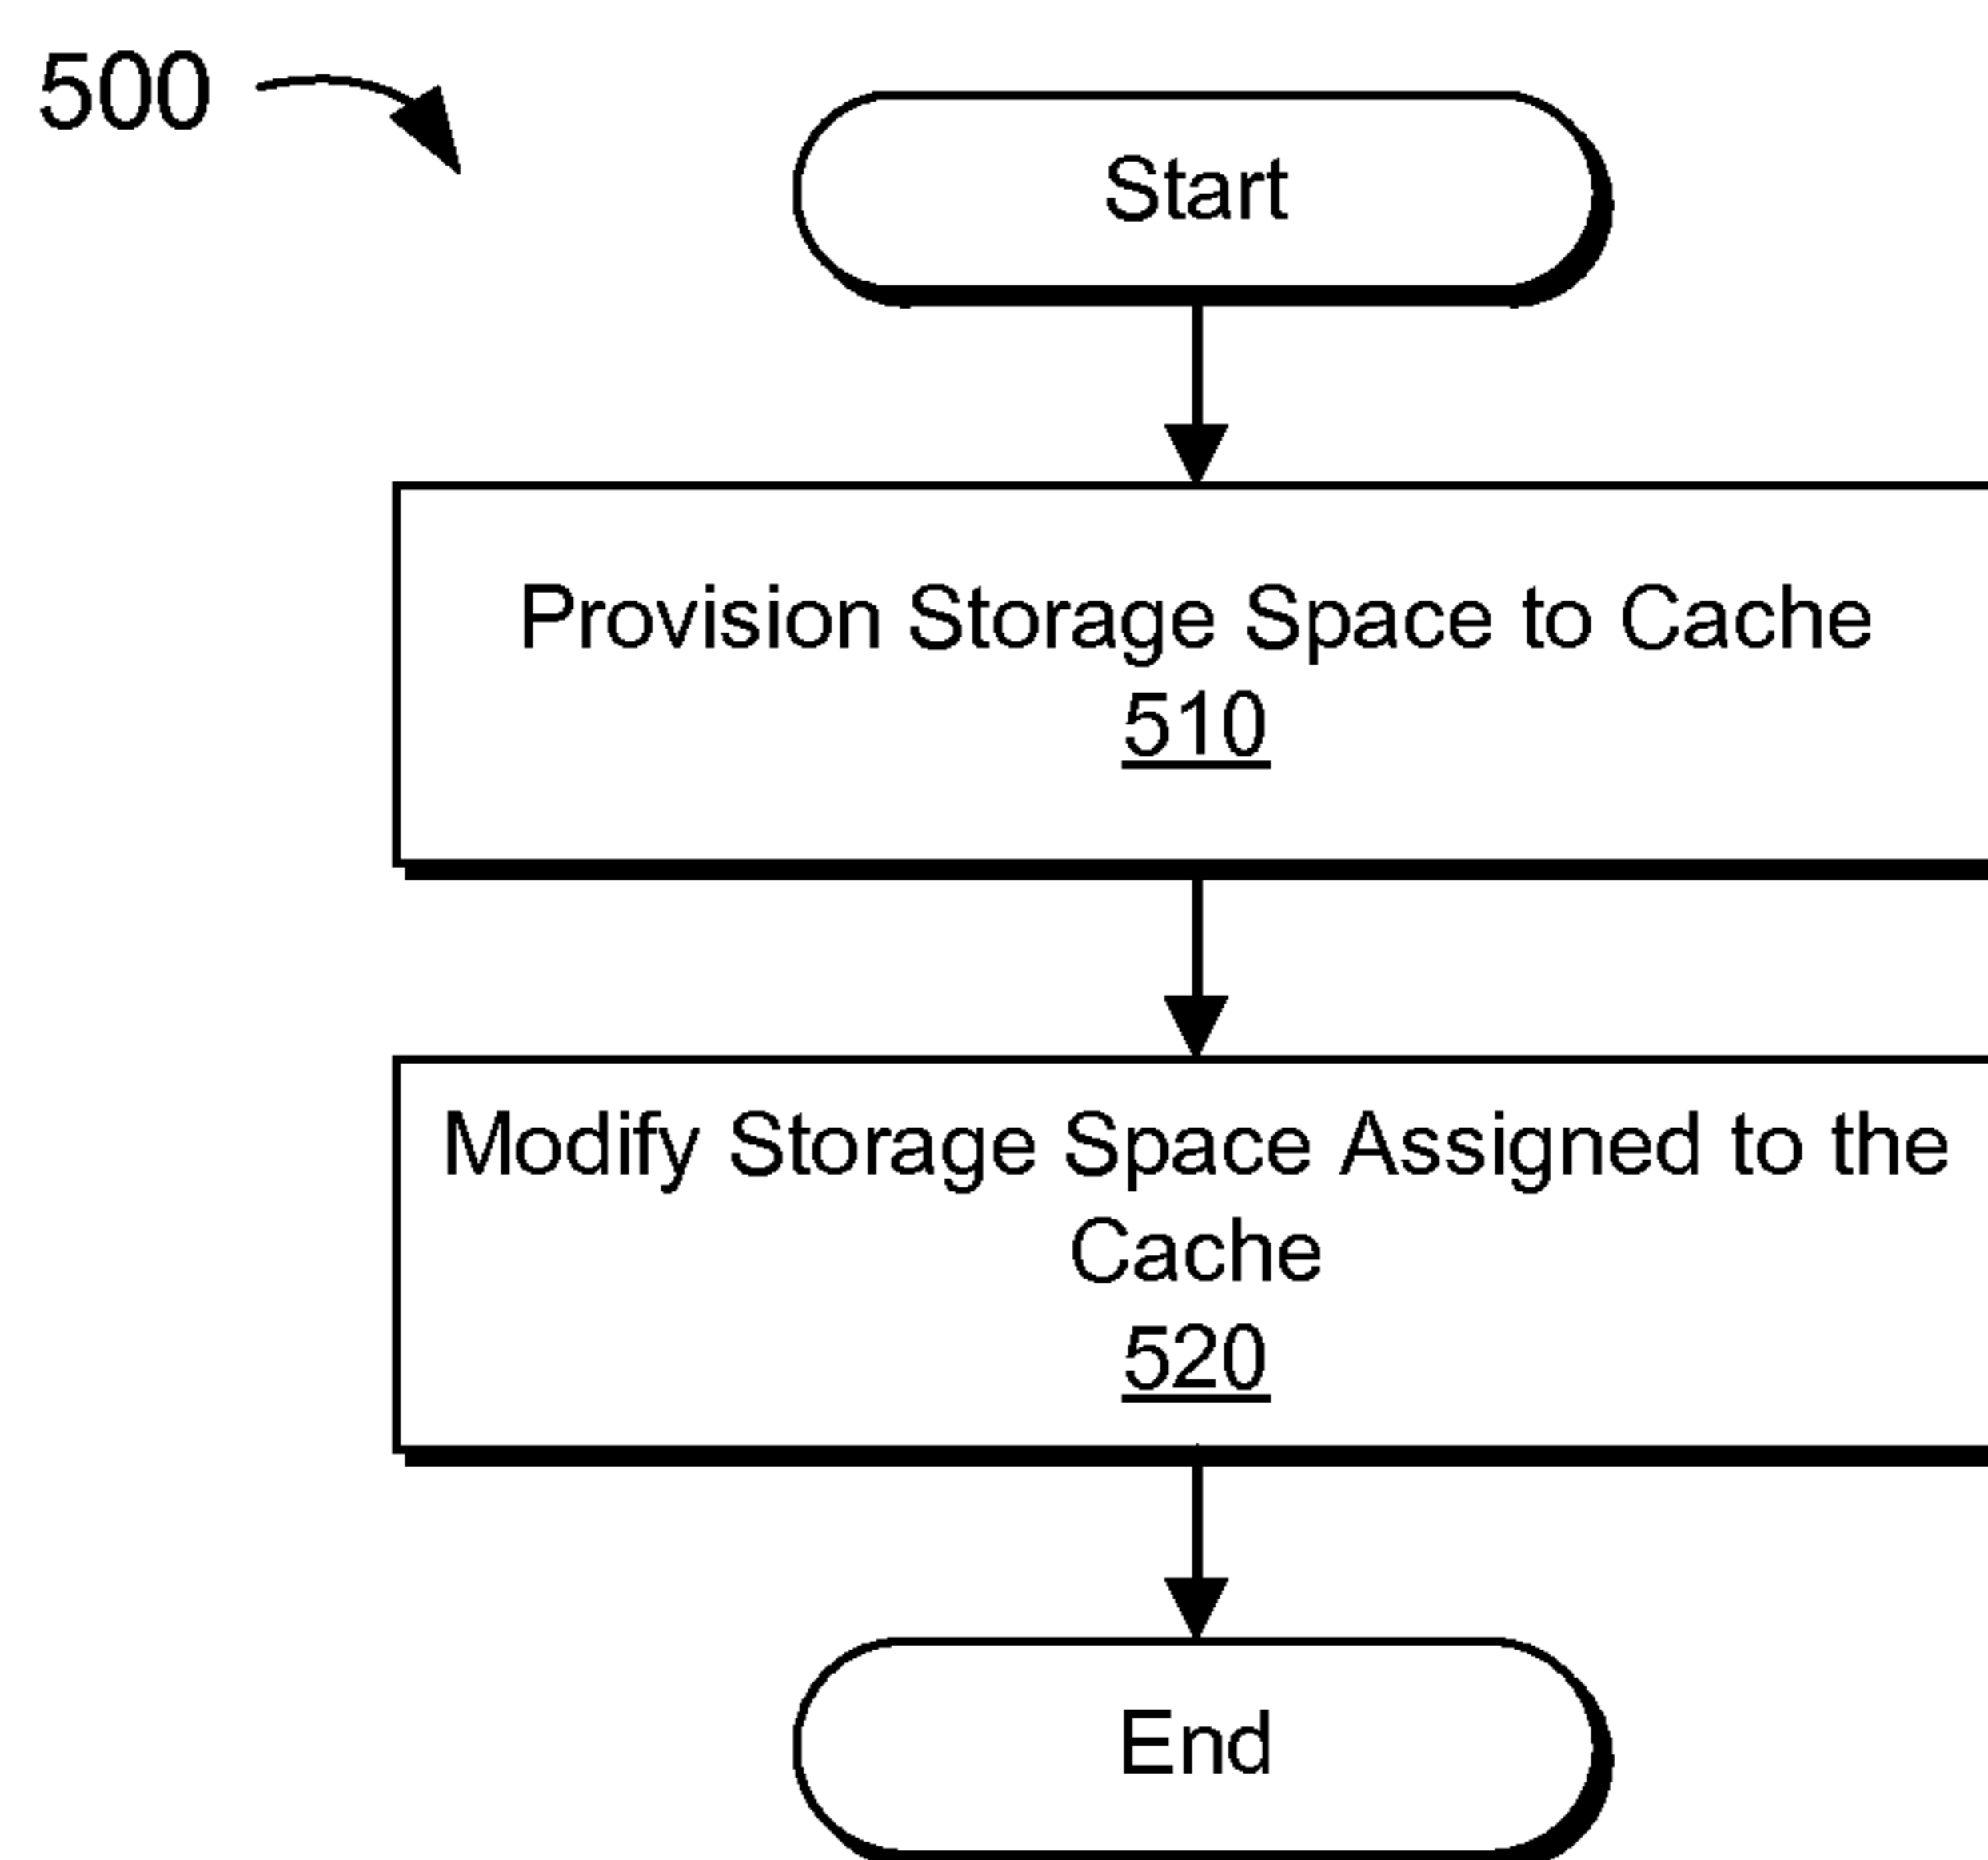 500
Start
Provision Storage Space to Cache
510
Modify Storage Space Assigned to the
Cache
520
End